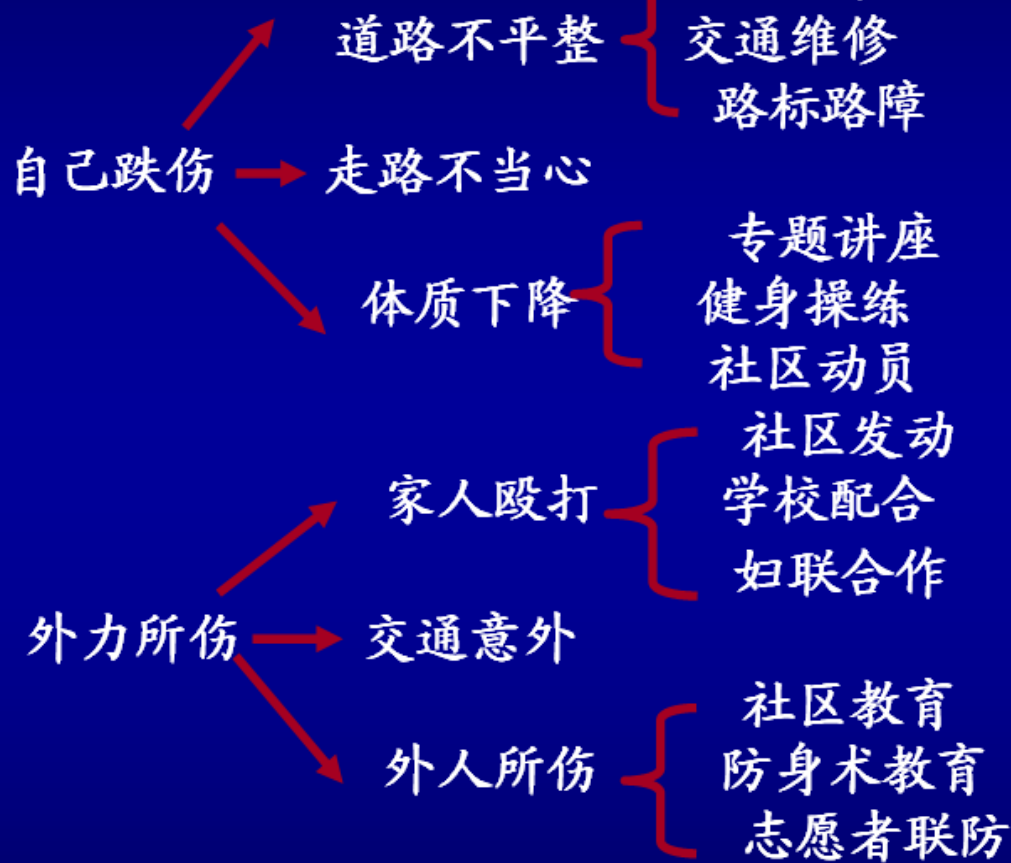 道路不平整
交通维修
路标路障
自己跌伤
走路不当心
体质下降
专题讲座
健身操练
社区动员
家人殴打
社区发动
学校配合
妇联合作
外力所伤
交通意外
外人所伤
社区教育
防身术教育
志愿者联防